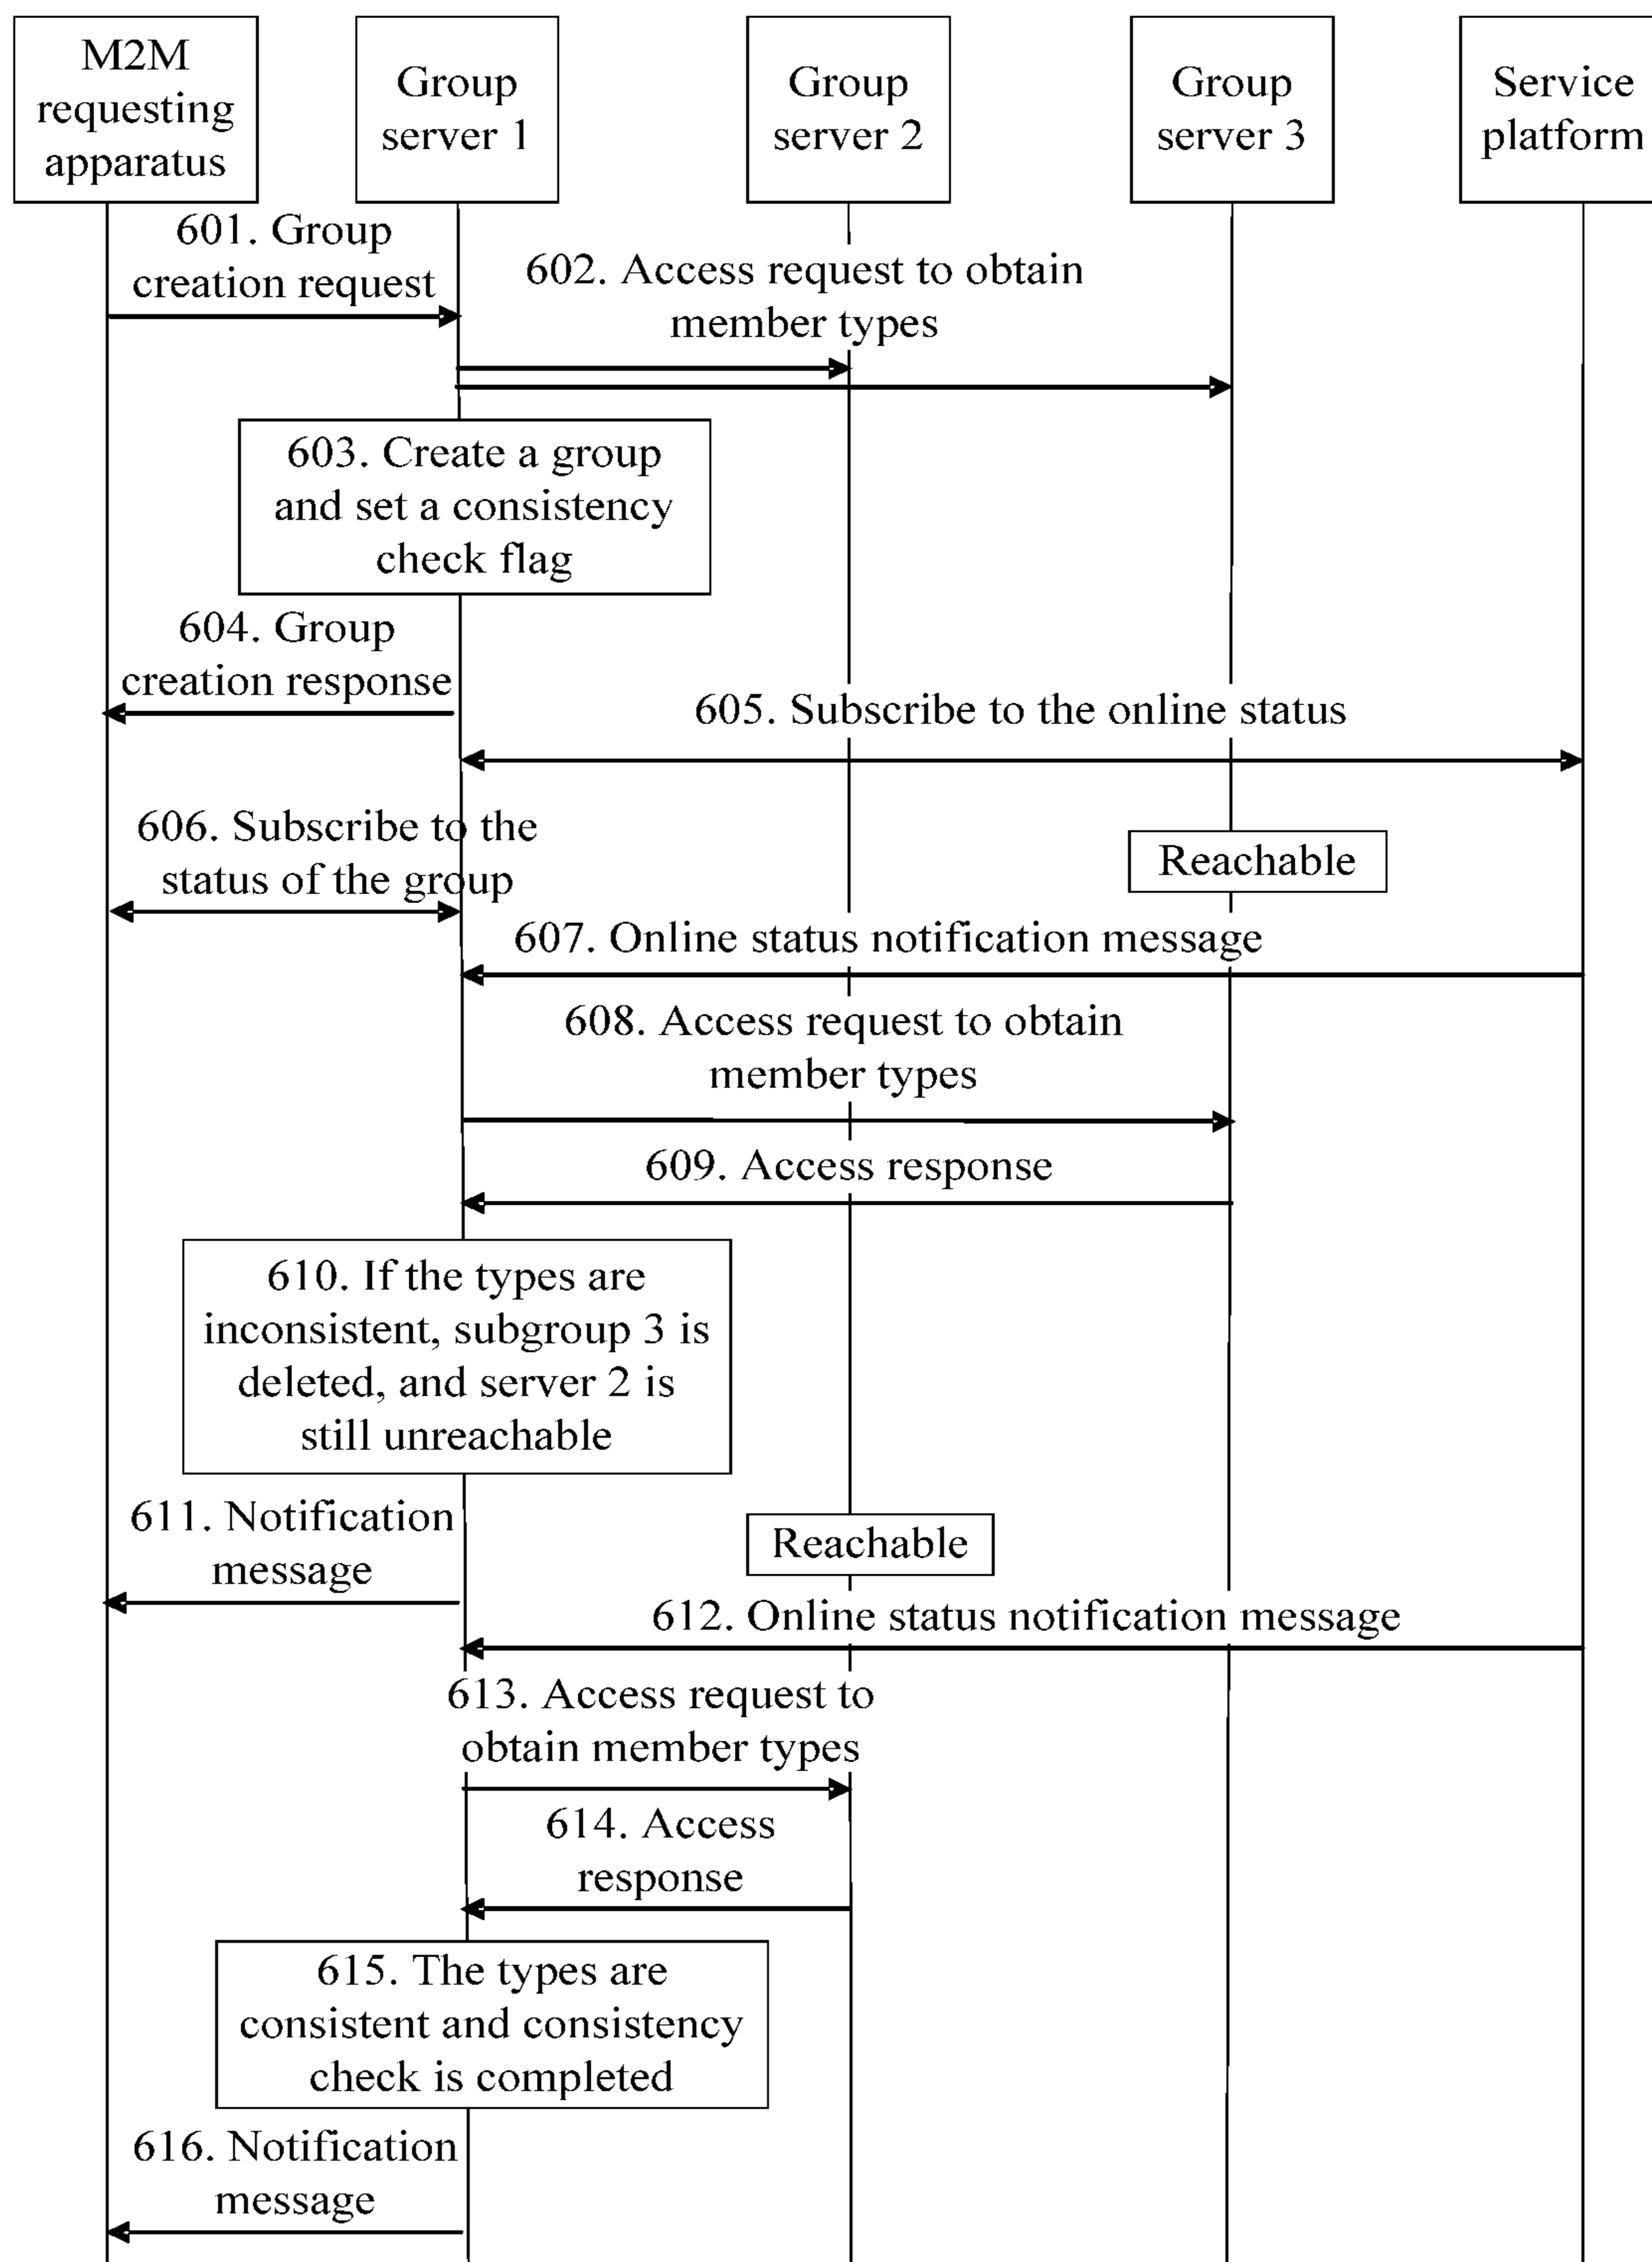 M2M
requesting
apparatus
Group
server 1
Group
server 2
Group
server 3
Service
platform
601. Group
creation request
602. Access request to obtain
member types
603. Create a group
and set a consistency
check flag
604. Group
creation response
605. Subscribe to the online status
606. Subscribe to the
status of the group
Reachable
607. Online status notification message
608. Access request to obtain
member types
609. Access response
610. If the types are
inconsistent, subgroup 3 is
deleted, and server 2 is
still unreachable
611. Notification
message
Reachable
612. Online status notification message
613. Access request to
obtain member types
614. Access
response
615. The types are
consistent and consistency
check is completed
616. Notification
message